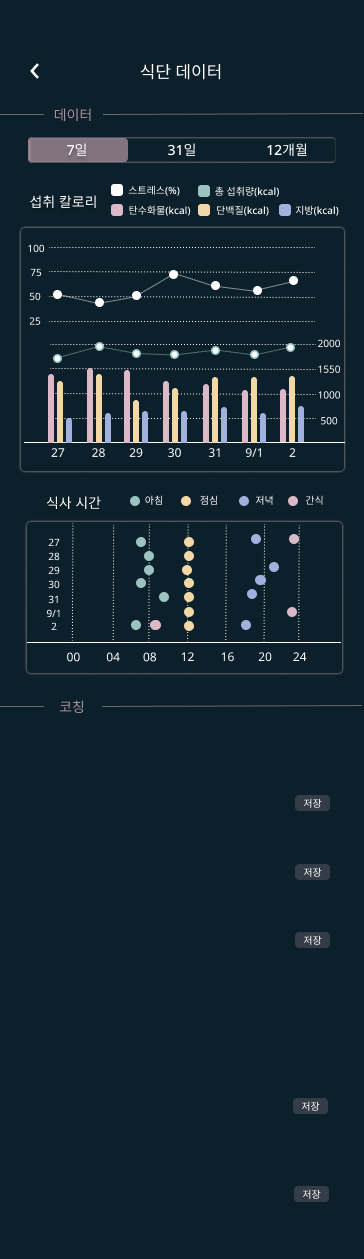 식단 데이터
데이터
7일 31일 12개월
섭취 칼로리
스트레스(%) 총 섭취량(kcal)
탄수화물(kcal) 단백질(kcal) 지방(kcal)
100
75
50
25
2000
1550
1000
500
27 28 29 30 31 9/1 2
식사 시간 아침 점심 저녁 간식
27
28
29
30
31
9/1
2
00 04 08 12 16 20 24
코칭
저장
저장
저장
저장
저장